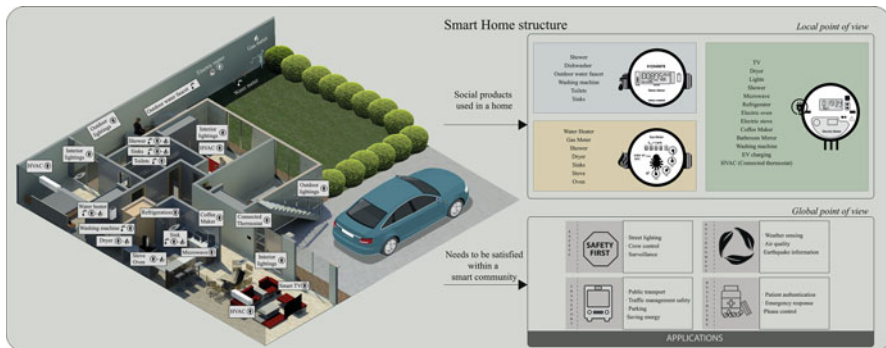 Smart Home structure
Local point of view
Social products
used in a home
Shower
Dishwasher
Outdoor water faucet
Washing machine
Toilets
Sinks
Water Heater
Gas Meter
Shower
Dryer
Sinks
Stove
Oven
TV
Dryer
Lights
Shower
Microwave
Refrigerator
Electric oven
Electric stove
Coffee Maker
Bathroom Mirror
Washing machine
EV charging
HVAC (Connected thermostat)
Global point of view
Needs to be satisfied
within a
smart community
SAFETY
FIRST
Street lighting
Crow control
Surveillance
Weather sensing
Air quality
Earthquake information
Public transport
Traffic management safety
Parking
Saving energy
Patient authentication
Emergency response
Please control
APPLICATIONS
Gas meter
Electric meter
Water meter
Outdoor water faucet
Outdoor
lightings
Interior
lightings
HVAC
Shower
Sinks
Toilets
Interior
lightings
HVAC
Water heater
Washing machine
Dryer
Stove
Oven
Refrigeration
Sink
Coffee
Maker
Microwave
Connected
Thermostat
Outdoor
lightings
Interior
lightings
Smart TV
HVAC